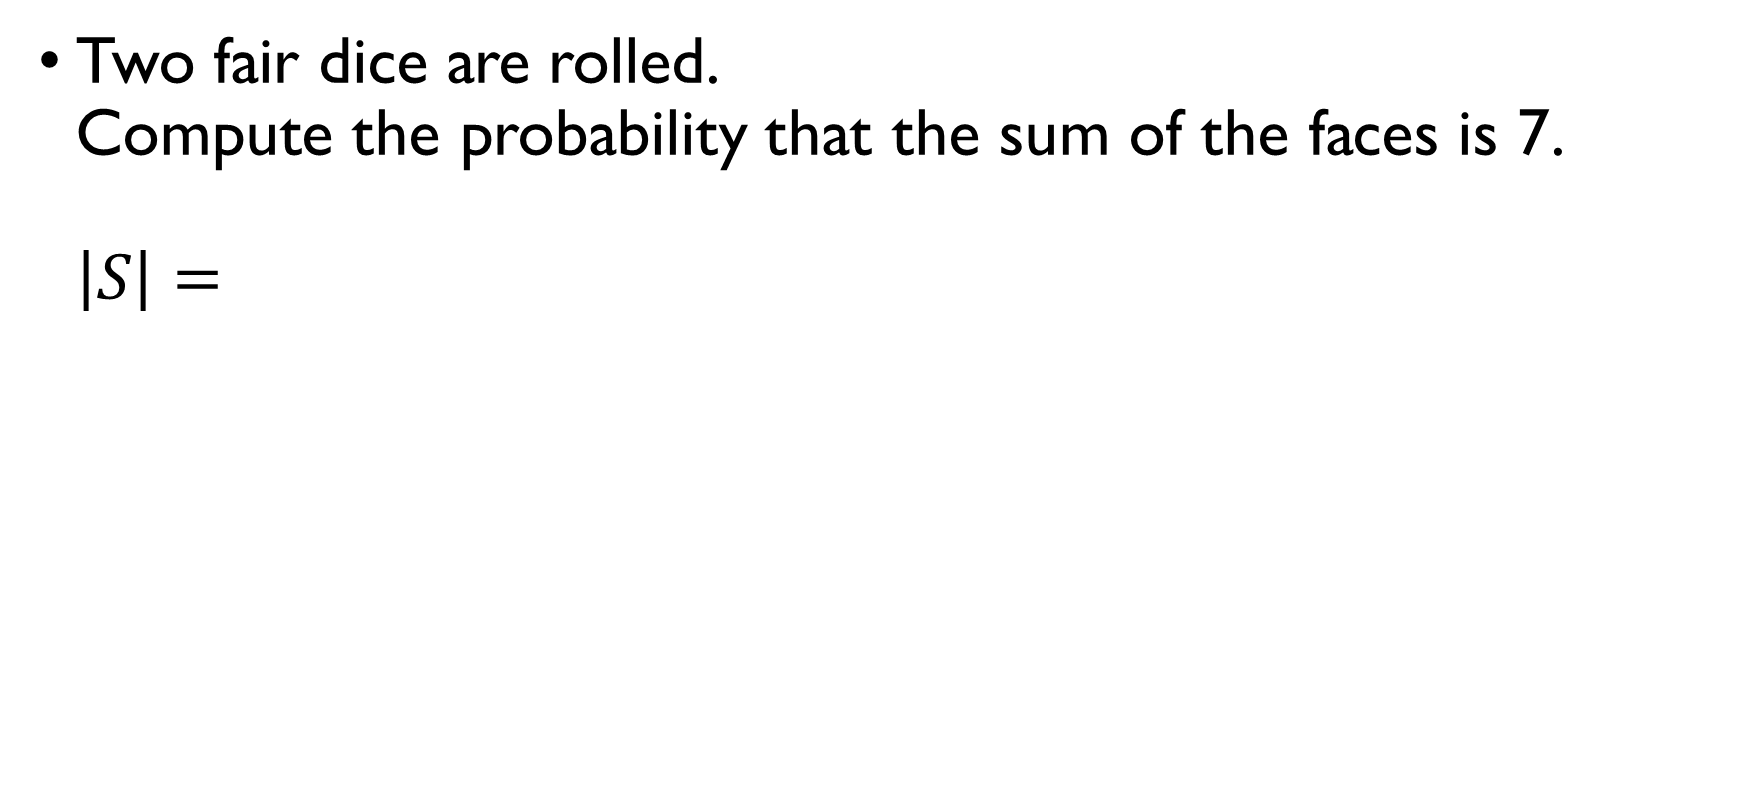 • Two fair dice are rolled.
Compute the probability that the sum of the faces is 7.
|S| =